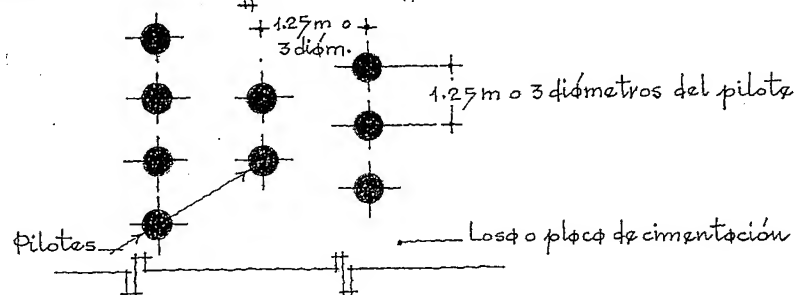 1.25m o
3 diám.
1.25m o 3 diámetros del pilote
Pilotes
Losa o placa de cimentación